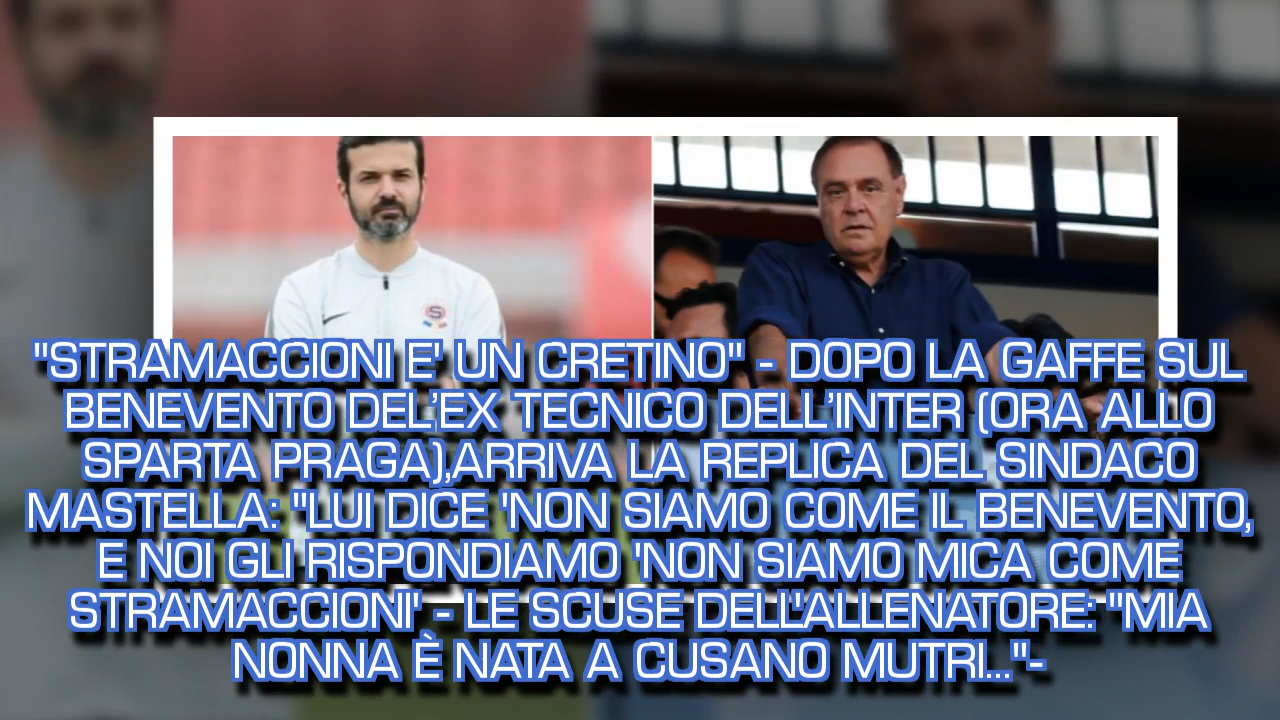 "STRAMACCIONI E' UN CRETINO" - DOPO LA GAFFE SUL
BENEVENTO DEL’EX TECNICO DELL’INTER (ORA ALLO
SPARTA PRAGA),ARRIVA LA REPLICA DEL SINDACO
MASTELLA: "LUI DICE 'NON SIAMO COME IL BENEVENTO,
E NOI GLI RISPONDIAMO 'NON SIAMO MICA COME
STRAMACCIONI' - LE SCUSE DELL'ALLENATORE: "MIA
NONNA È NATA A CUSANO MUTRI..."-